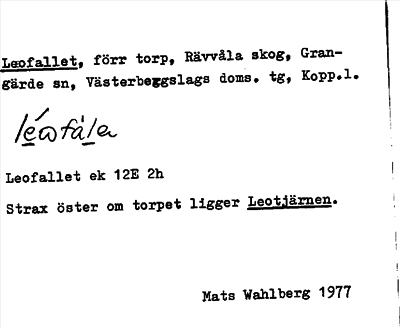 Leofallet, förr torp, Rävvåla skog, Gran-
gärde sn, Västerbergslags doms. tg, Kopp.l.
Leofallet ek 12E 2h
Strax öster om torpet ligger Leotjärnen.
Mats Wahlberg 1977